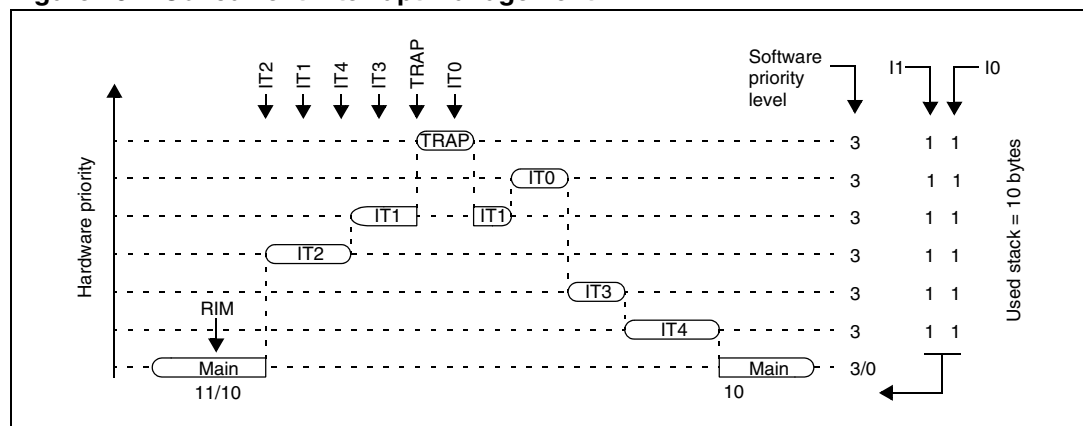 IT2
IT1
IT4
IT3
TRAP
IT0
Software
priority
level
I1
I0
Hardware priority
TRAP
3
1 1
IT0
3
1 1
IT1
IT1
3
1 1
IT2
3
1 1
IT3
3
1 1
RIM
IT4
3
1 1
Main
Main
3/0
11/10
10
Used stack = 10 bytes